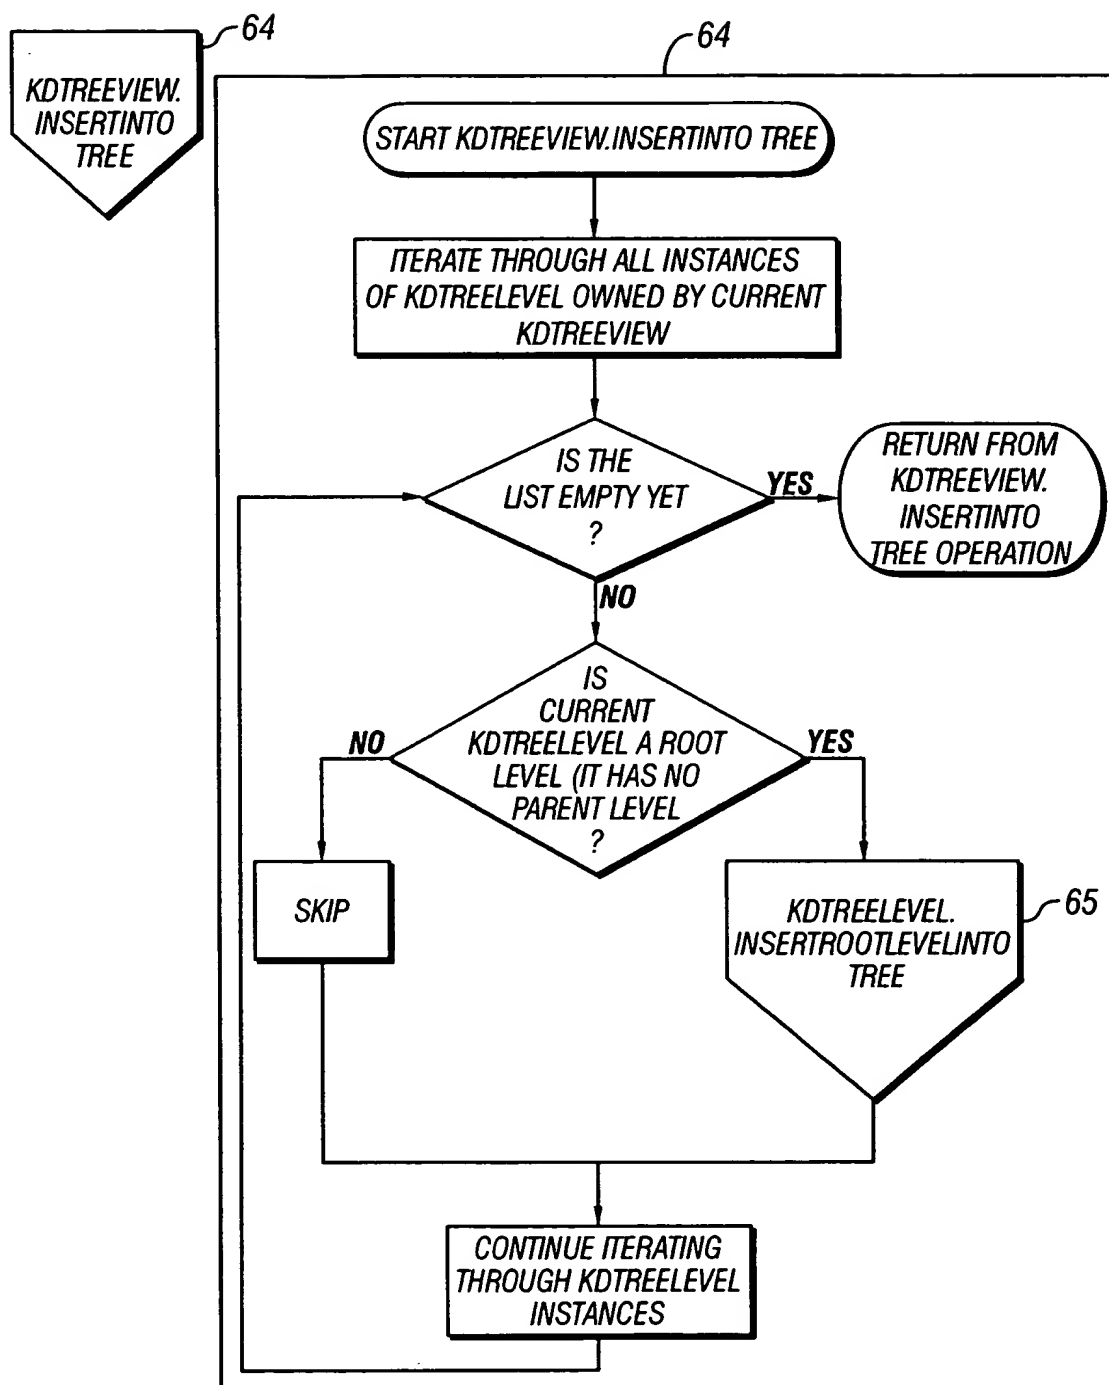 64
KDTREEVIEW.
INSERTINTO
TREE
64
START KDTREEVIEW.INSERTINTO TREE
ITERATE THROUGH ALL INSTANCES
OF KDTREELEVEL OWNED BY CURRENT
KDTREEVIEW
IS THE
LIST EMPTY YET
?
YES
RETURN FROM
KDTREEVIEW.
INSERTINTO
TREE OPERATION
NO
IS
CURRENT
KDTREELEVEL A ROOT
LEVEL (IT HAS NO
PARENT LEVEL
?
NO
YES
SKIP
KDTREELEVEL.
INSERTROOTLEVELINTO
TREE
65
CONTINUE ITERATING
THROUGH KDTREELEVEL
INSTANCES